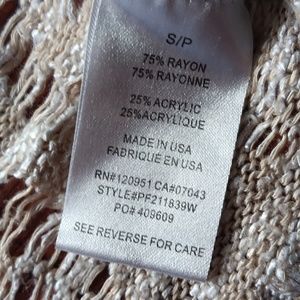 S/P
75% RAYON
75% RAYONNE
25% ACRYLIC
25%ACRYLIQUE
MADE IN USA
FABRIQUE EN USA
RN#120951 CA#07043
STYLE#PF211839W
PO# 409609
SEE REVERSE FOR CARE